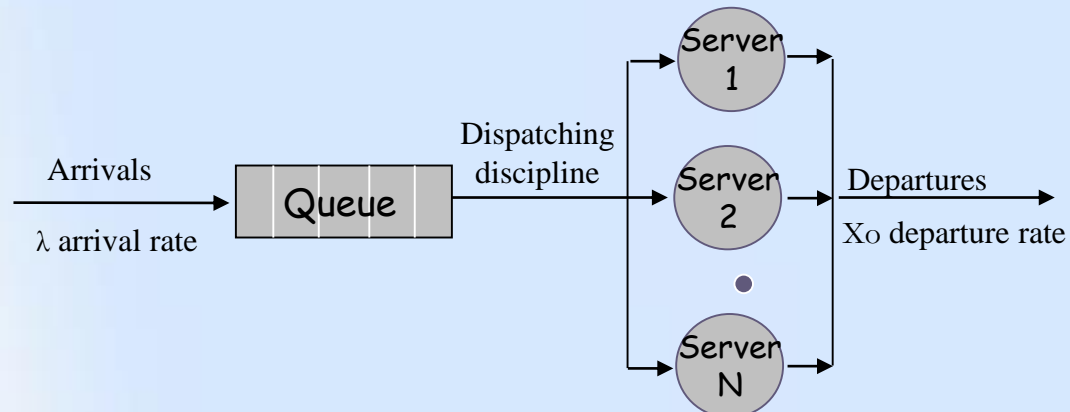 Arrivals
λ arrival rate
Queue
Dispatching
discipline
Server
1
Server
2
Server
N
Departures
Xo departure rate